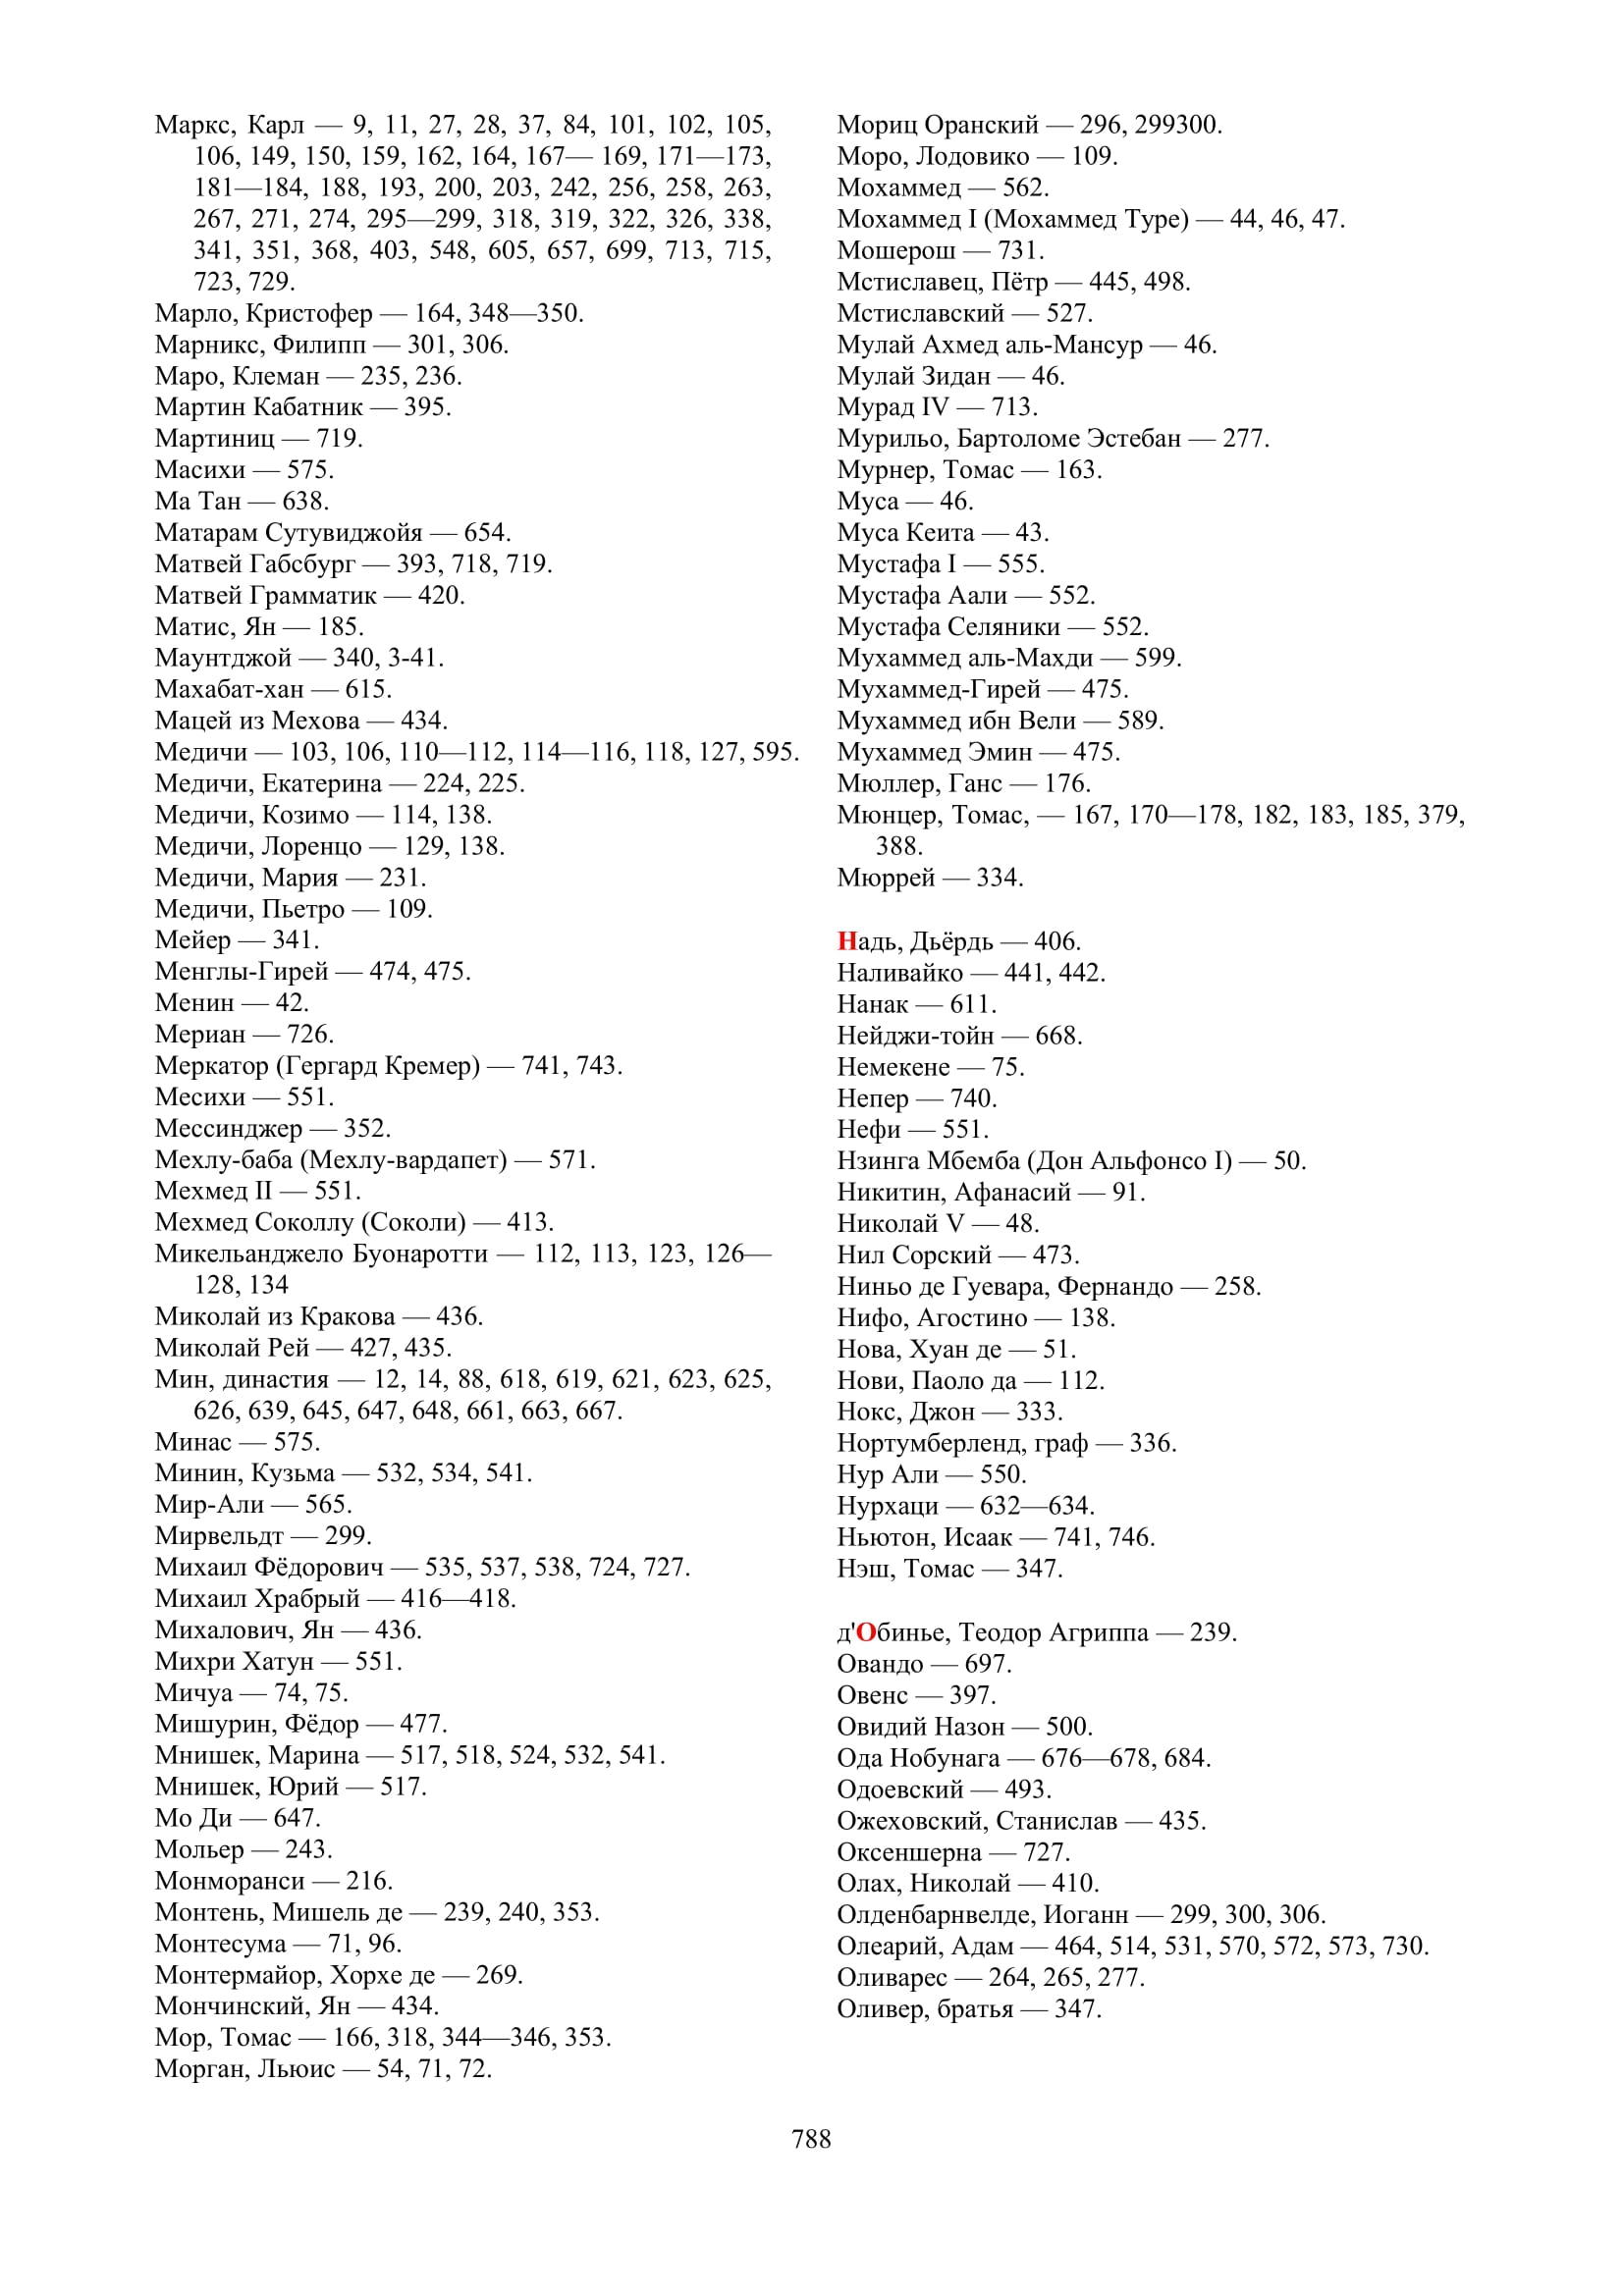 Маркс, Карл — 9, 11, 27, 28, 37, 84, 101, 102, 105,
106, 149, 150, 159, 162, 164, 167— 169, 171—173,
181—184, 188, 193, 200, 203, 242, 256, 258, 263,
267, 271, 274, 295—299, 318, 319, 322, 326, 338,
341, 351, 368, 403, 548, 605, 657, 699, 713, 715,
723, 729.
Марло, Кристофер — 164, 348—350.
Марникс, Филипп — 301, 306.
Маро, Клеман — 235, 236.
Мартин Кабатник — 395.
Мартиниц — 719.
Масихи — 575.
Ма Тан — 638.
Матарам Сутувиджойя — 654.
Матвей Габсбург — 393, 718, 719.
Матвей Грамматик — 420.
Матис, Ян — 185.
Маунтджой — 340, 3-41.
Махабат-хан — 615.
Мацей из Мехова — 434.
Медичи — 103, 106, 110—112, 114—116, 118, 127, 595.
Медичи, Екатерина — 224, 225.
Медичи, Козимо — 114, 138.
Медичи, Лоренцо — 129, 138.
Медичи, Мария — 231.
Медичи, Пьетро — 109.
Мейер — 341.
Менглы-Гирей — 474, 475.
Менин — 42.
Мериан — 726.
Меркатор (Гергард Кремер) — 741, 743.
Месихи — 551.
Мессинджер — 352.
Мехлу-баба (Мехлу-вардапет) — 571.
Мехмед II — 551.
Мехмед Соколлу (Соколи) — 413.
Микельанджело Буонаротти — 112, 113, 123, 126—
128, 134
Миколай из Кракова — 436.
Миколай Рей — 427, 435.
Мин, династия — 12, 14, 88, 618, 619, 621, 623, 625,
626, 639, 645, 647, 648, 661, 663, 667.
Минас — 575.
Минин, Кузьма — 532, 534, 541.
Мир-Али — 565.
Мирвельдт — 299.
Михаил Фёдорович — 535, 537, 538, 724, 727.
Михаил Храбрый — 416—418.
Михалович, Ян — 436.
Михри Хатун — 551.
Мичуа — 74, 75.
Мишурин, Фёдор — 477.
Мнишек, Марина — 517, 518, 524, 532, 541.
Мнишек, Юрий — 517.
Мо Ди — 647.
Мольер — 243.
Монморанси — 216.
Монтень, Мишель де — 239, 240, 353.
Монтесума — 71, 96.
Монтермайор, Хорхе де — 269.
Мончинский, Ян — 434.
Мор, Томас — 166, 318, 344—346, 353.
Морган, Льюис — 54, 71, 72.
Мориц Оранский — 296, 299300.
Моро, Лодовико — 109.
Мохаммед — 562.
Мохаммед I (Мохаммед Туре) — 44, 46, 47.
Мошерош — 731.
Мстиславец, Пётр — 445, 498.
Мстиславский — 527.
Мулай Ахмед аль-Мансур — 46.
Мулай Зидан — 46.
Мурад IV — 713.
Мурильо, Бартоломе Эстебан — 277.
Мурнер, Томас — 163.
Муса — 46.
Муса Кеита — 43.
Мустафа I — 555.
Мустафа Аали — 552.
Мустафа Селяники — 552.
Мухаммед аль-Махди — 599.
Мухаммед-Гирей — 475.
Мухаммед ибн Вели — 589.
Мухаммед Эмин — 475.
Мюллер, Ганс — 176.
Мюнцер, Томас, — 167, 170—178, 182, 183, 185, 379,
388.
Мюррей — 334.
Надь, Дьёрдь — 406.
Наливайко — 441, 442.
Нанак — 611.
Нейджи-тойн — 668.
Немекене — 75.
Непер — 740.
Нефи — 551.
Нзинга Мбемба (Дон Альфонсо I) — 50.
Никитин, Афанасий — 91.
Николай V — 48.
Нил Сорский — 473.
Ниньо де Гуевара, Фернандо — 258.
Нифо, Агостино — 138.
Нова, Хуан де — 51.
Нови, Паоло да — 112.
Нокс, Джон — 333.
Нортумберленд, граф — 336.
Нур Али — 550.
Нурхаци — 632—634.
Ньютон, Исаак — 741, 746.
Нэш, Томас — 347.
д'Обинье, Теодор Агриппа — 239.
Овандо — 697.
Овенс — 397.
Овидий Назон — 500.
Ода Нобунага — 676—678, 684.
Одоевский — 493.
Ожеховский, Станислав — 435.
Оксеншерна — 727.
Олах, Николай — 410.
Олденбарнвелде, Иоганн — 299, 300, 306.
Олеарий, Адам — 464, 514, 531, 570, 572, 573, 730.
Оливарес — 264, 265, 277.
Оливер, братья — 347.
788